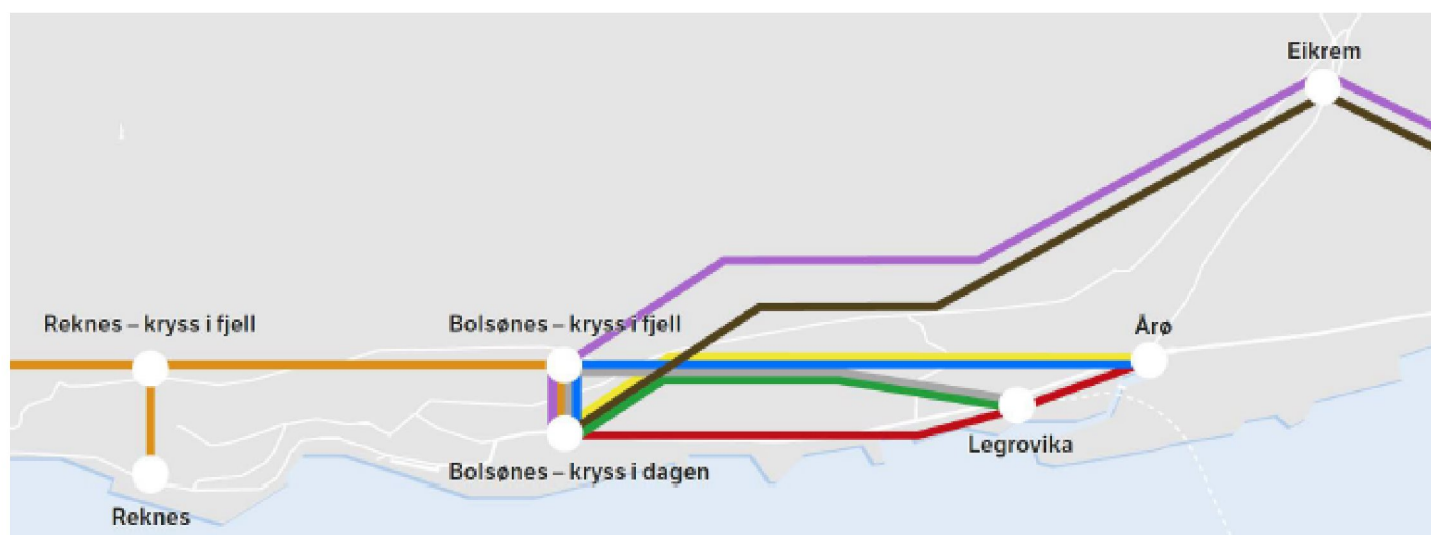 Eikrem
Reknes – kryss i fjell
Bolsønes – kryss i fjell
Årø
Legrovika
Bolsønes – kryss i dagen
Reknes